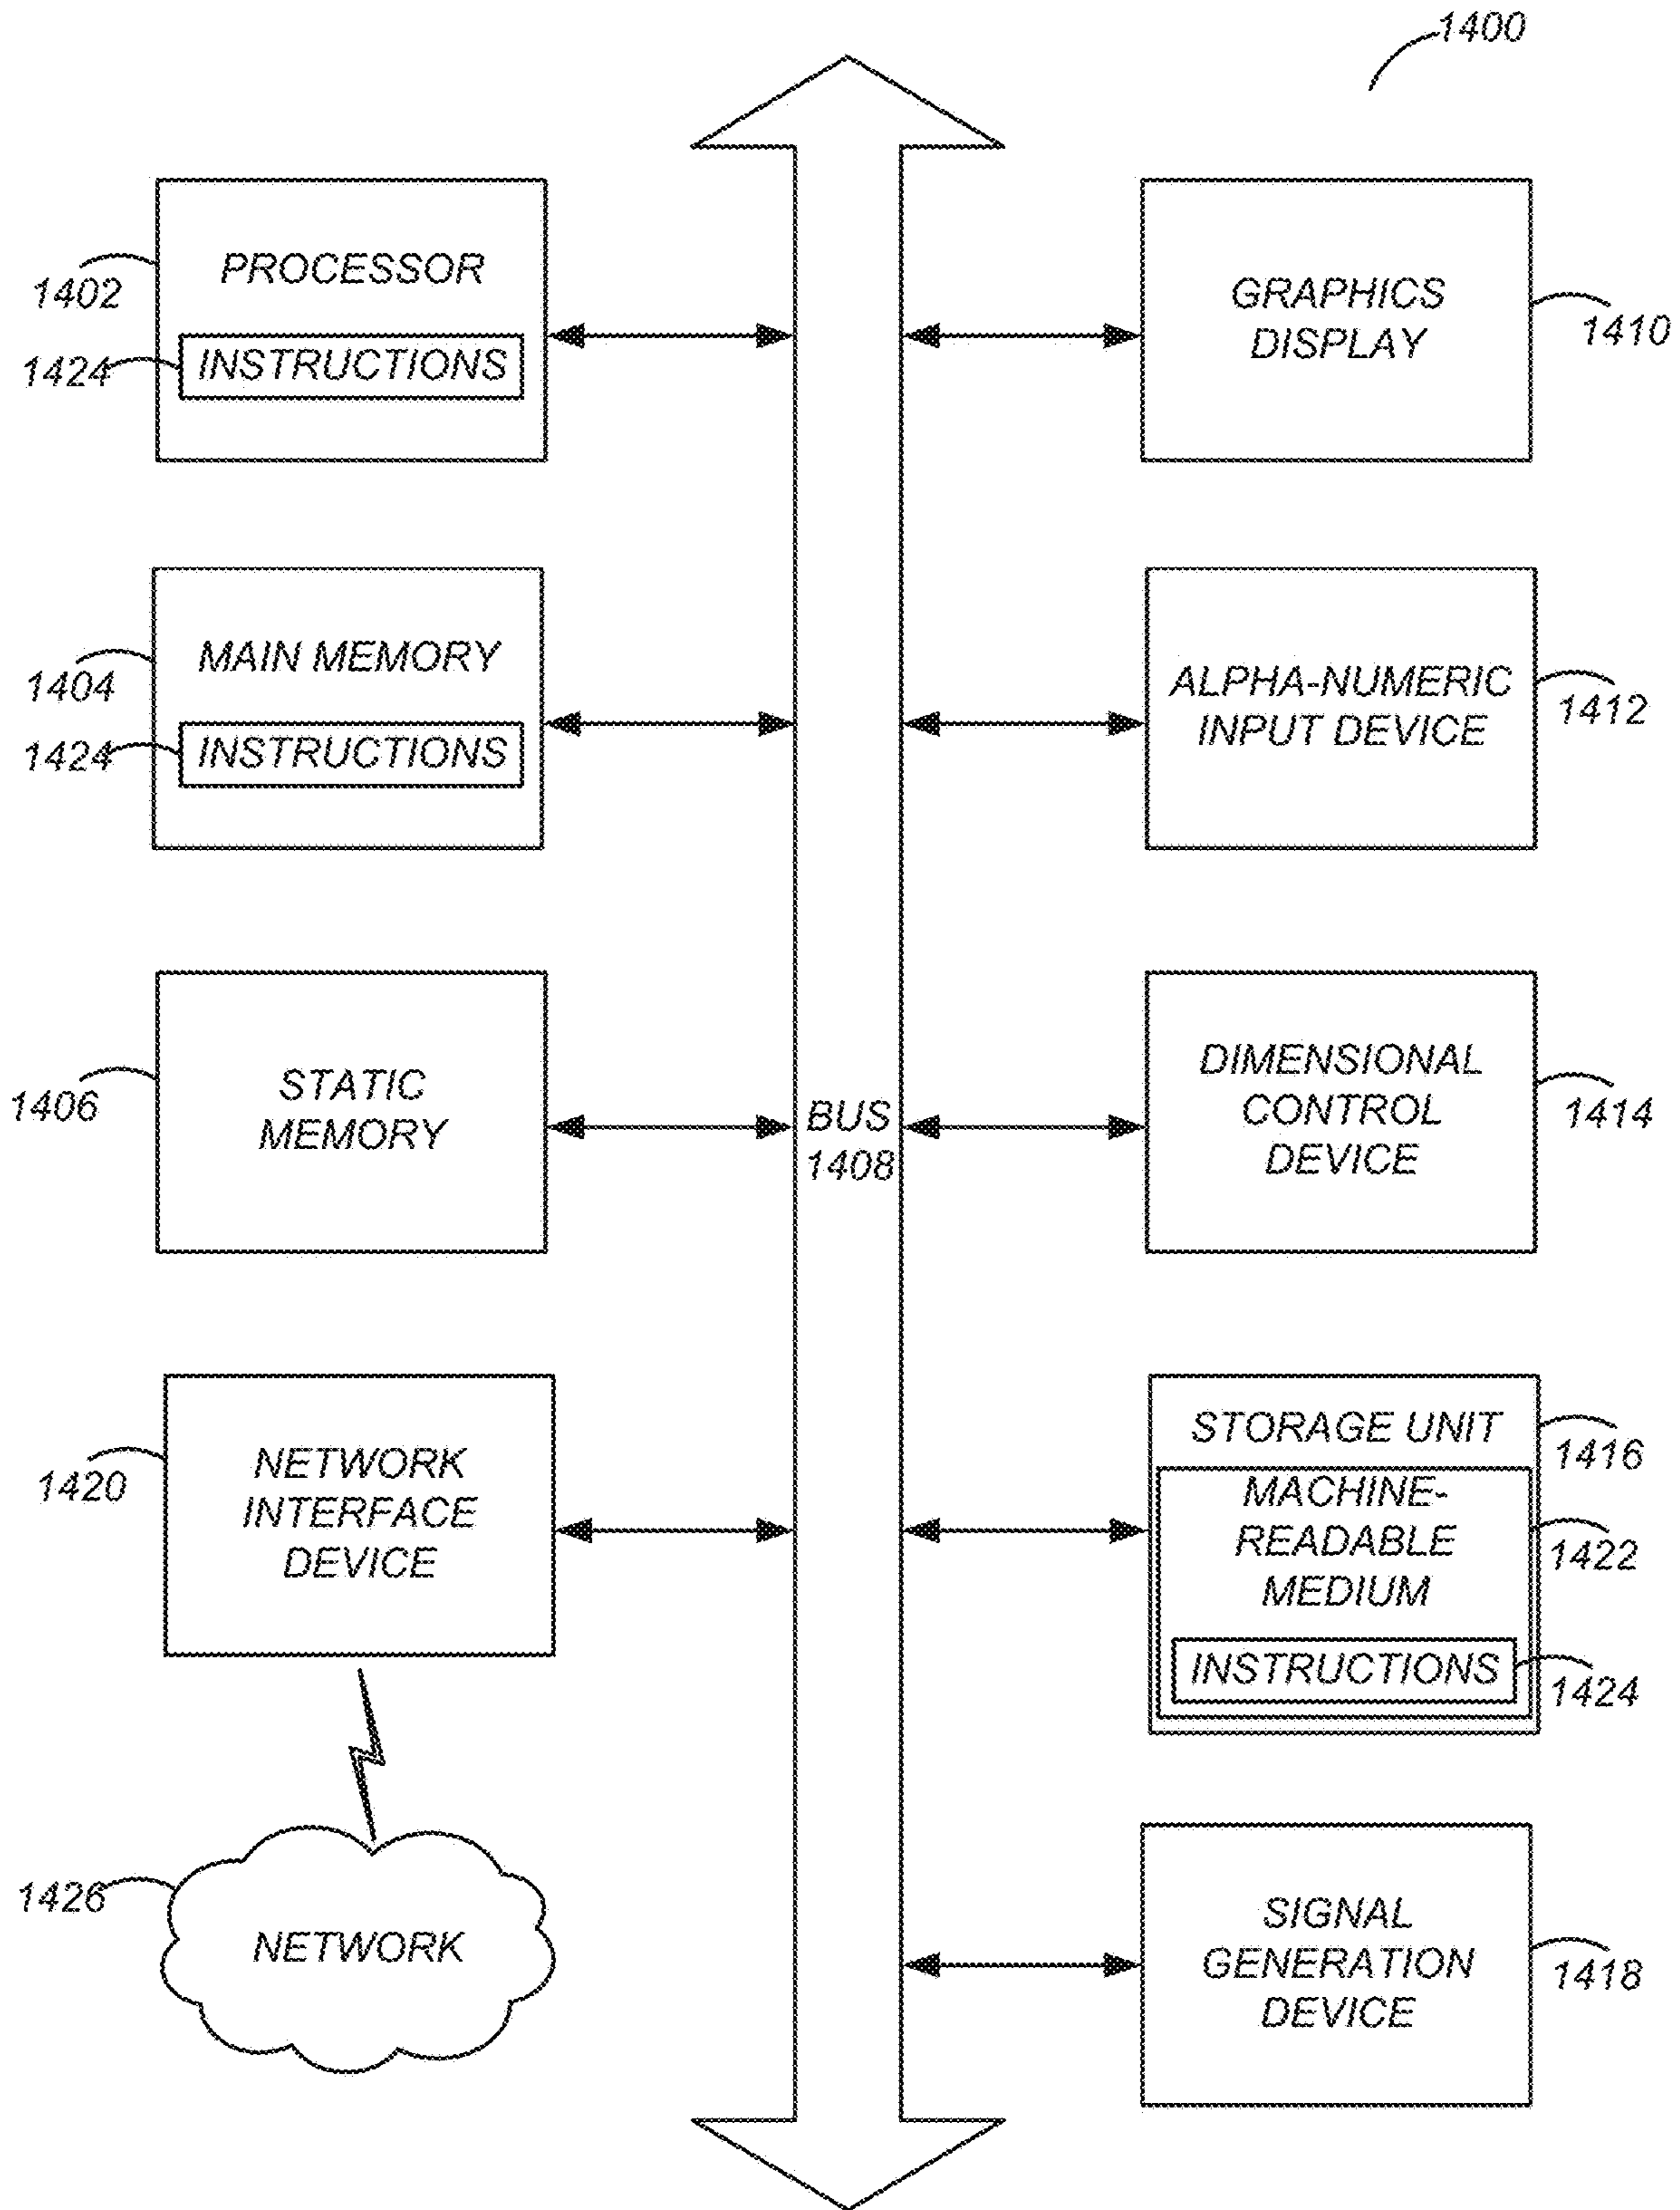 1400
PROCESSOR
1402
1424
INSTRUCTIONS
GRAPHICS
DISPLAY
1410
MAIN MEMORY
1404
1424
INSTRUCTIONS
ALPHA-NUMERIC
INPUT DEVICE
1412
STATIC
MEMORY
1406
BUS
1408
DIMENSIONAL
CONTROL
DEVICE
1414
NETWORK
INTERFACE
DEVICE
1420
STORAGE UNIT
1416
MACHINE-
READABLE
MEDIUM
1422
INSTRUCTIONS
1424
1426
NETWORK
SIGNAL
GENERATION
DEVICE
1418